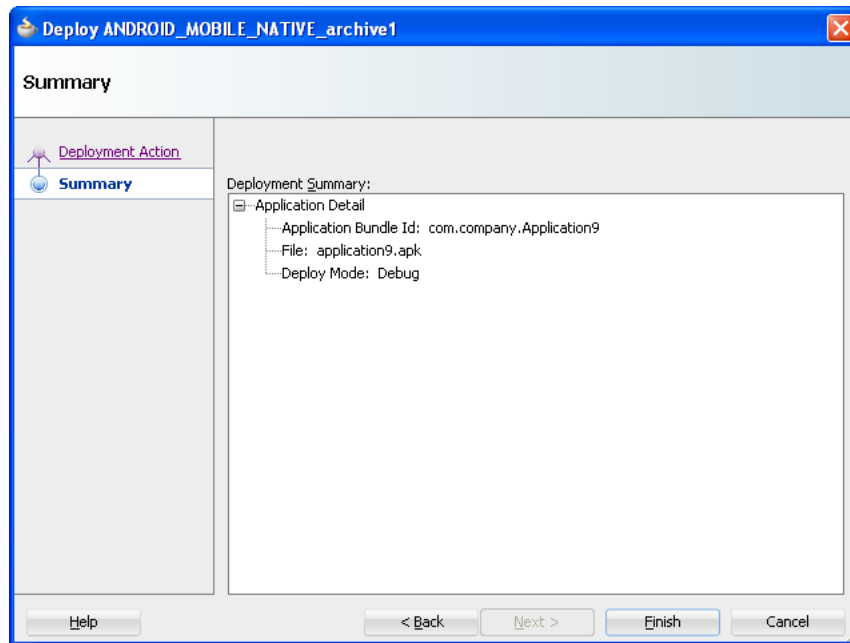 Deploy ANDROID_MOBILE_NATIVE_archive1
Summary
Deployment Action
Summary
Deployment Summary:
Application Detail
Application Bundle Id: com.company.Application9
File: application9.apk
Deploy Mode: Debug
Help
< Back
Next >
Finish
Cancel